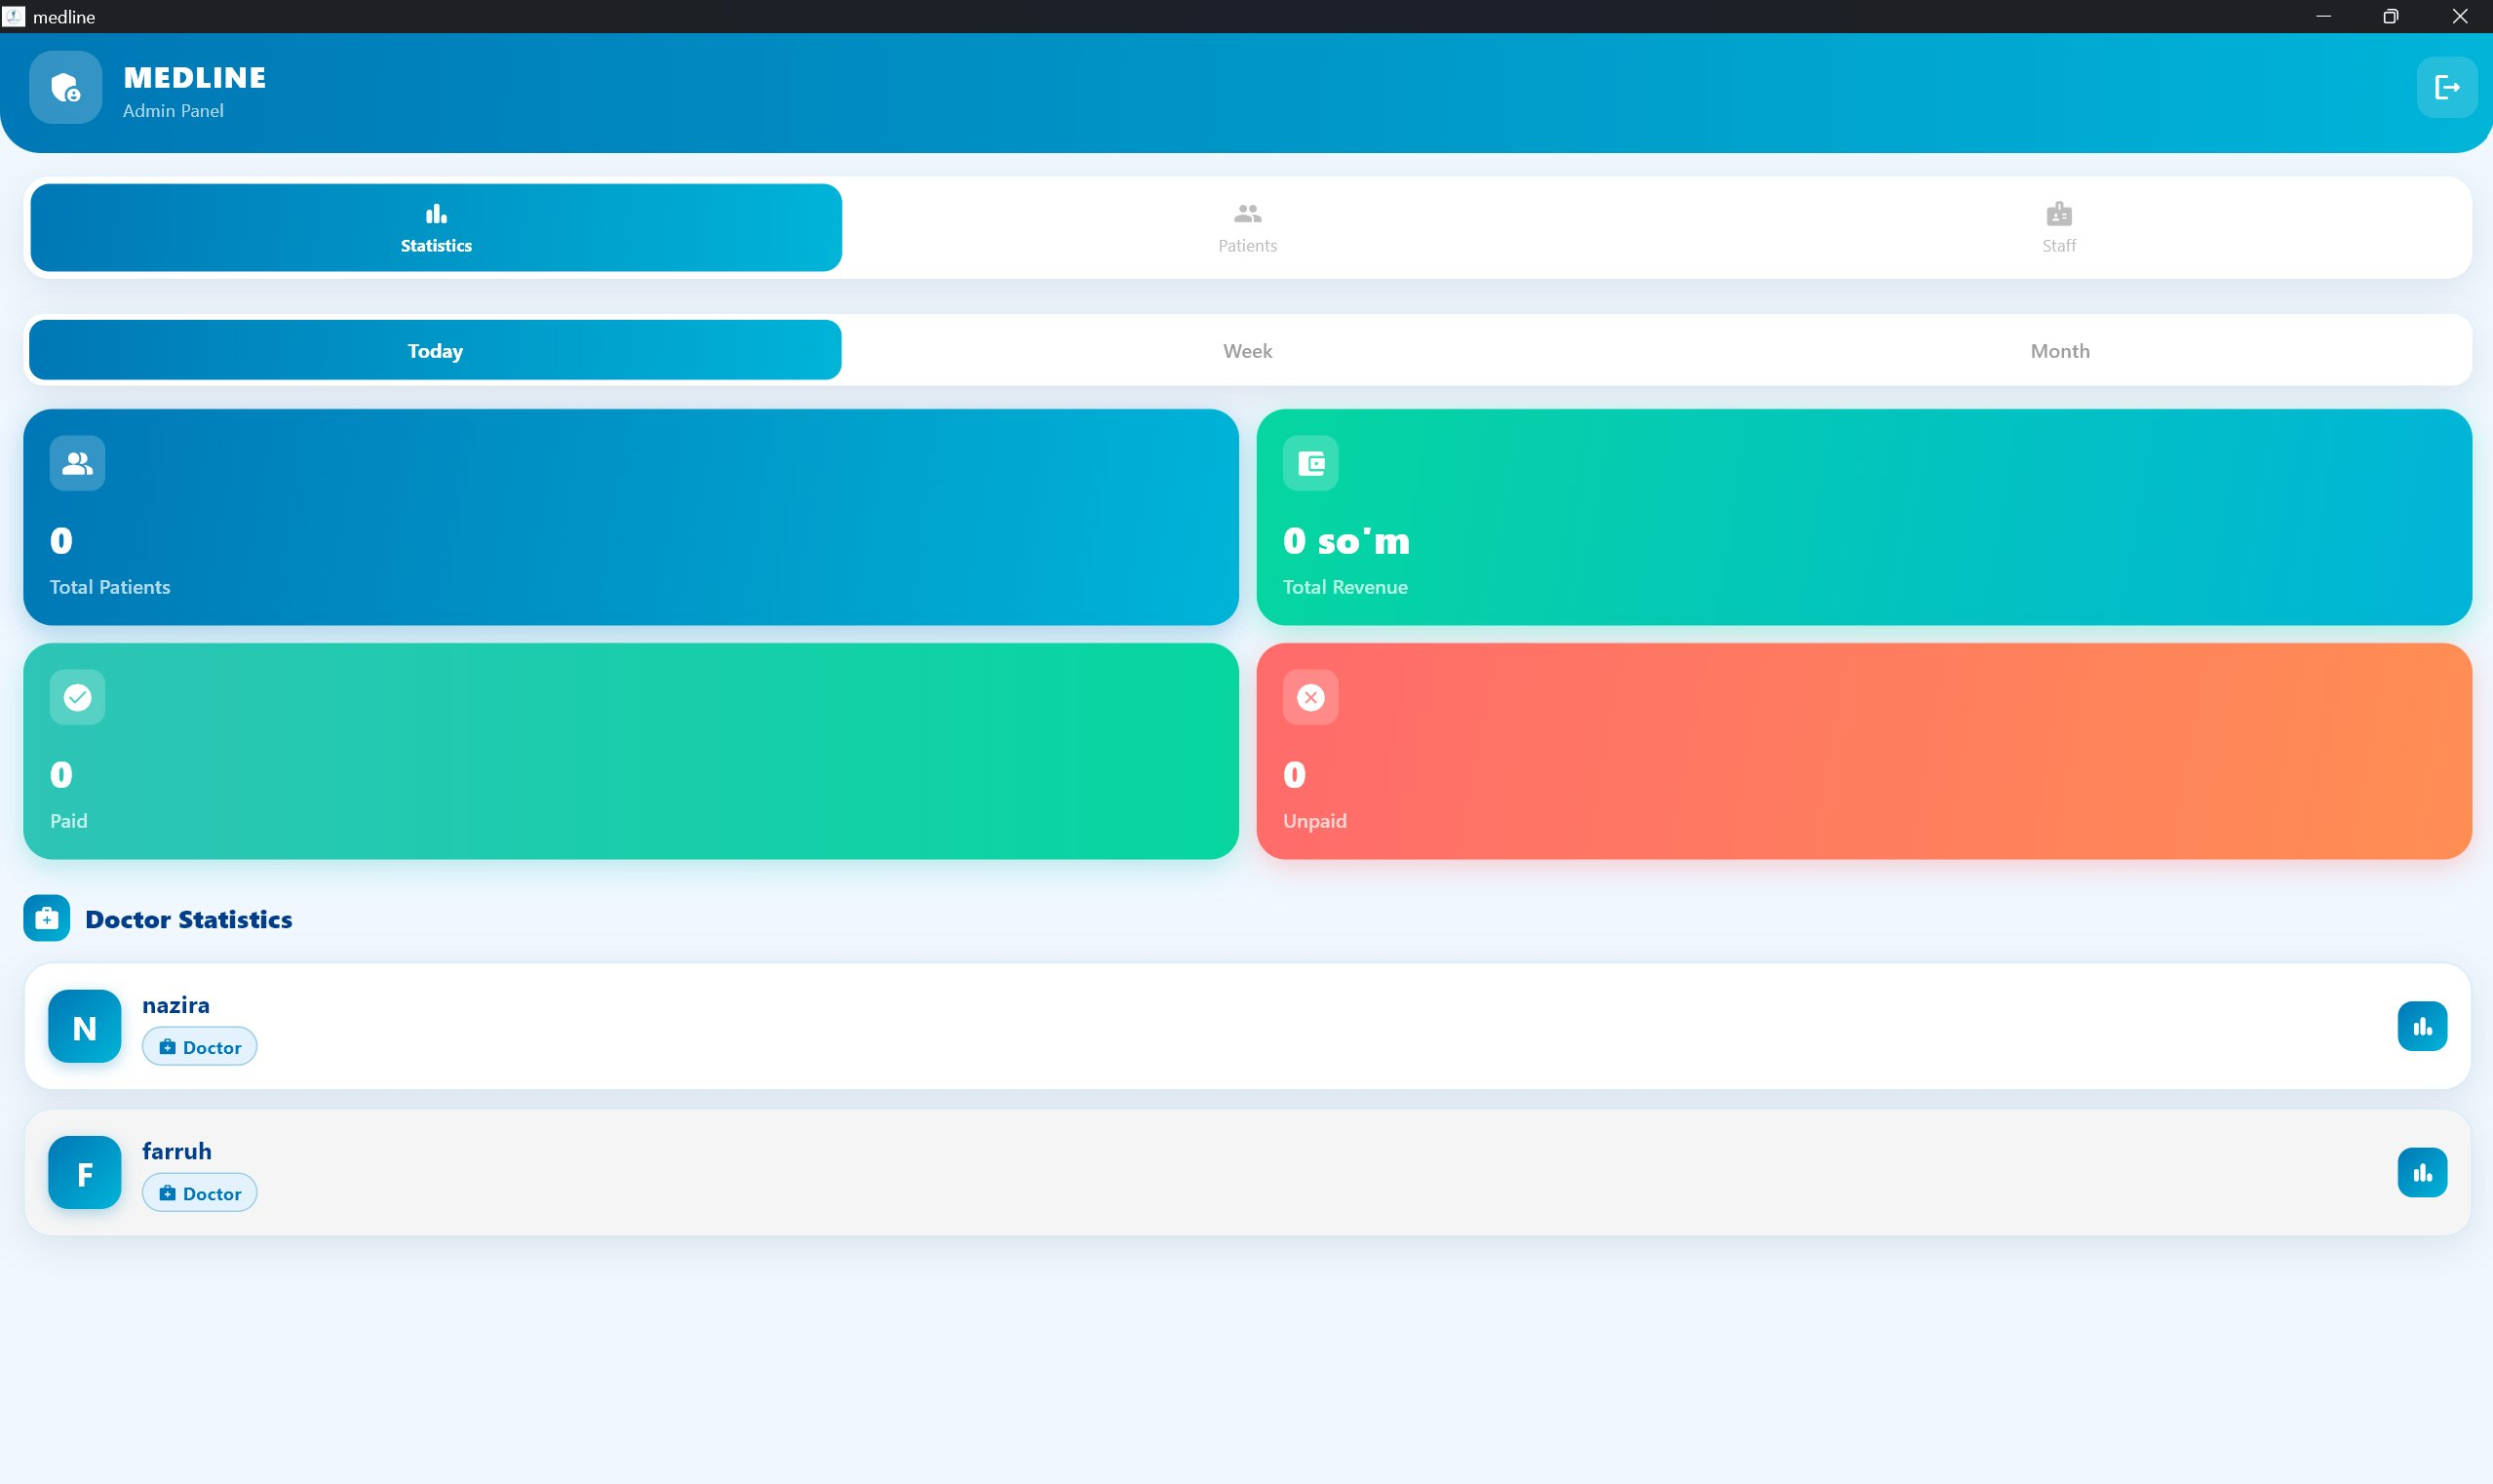 medline
MEDLINE
Admin Panel
Statistics
Patients
Staff
Today
Week
Month
0
Total Patients
0 so'm
Total Revenue
0
Paid
0
Unpaid
Doctor Statistics
N
nazira
Doctor
F
farruh
Doctor